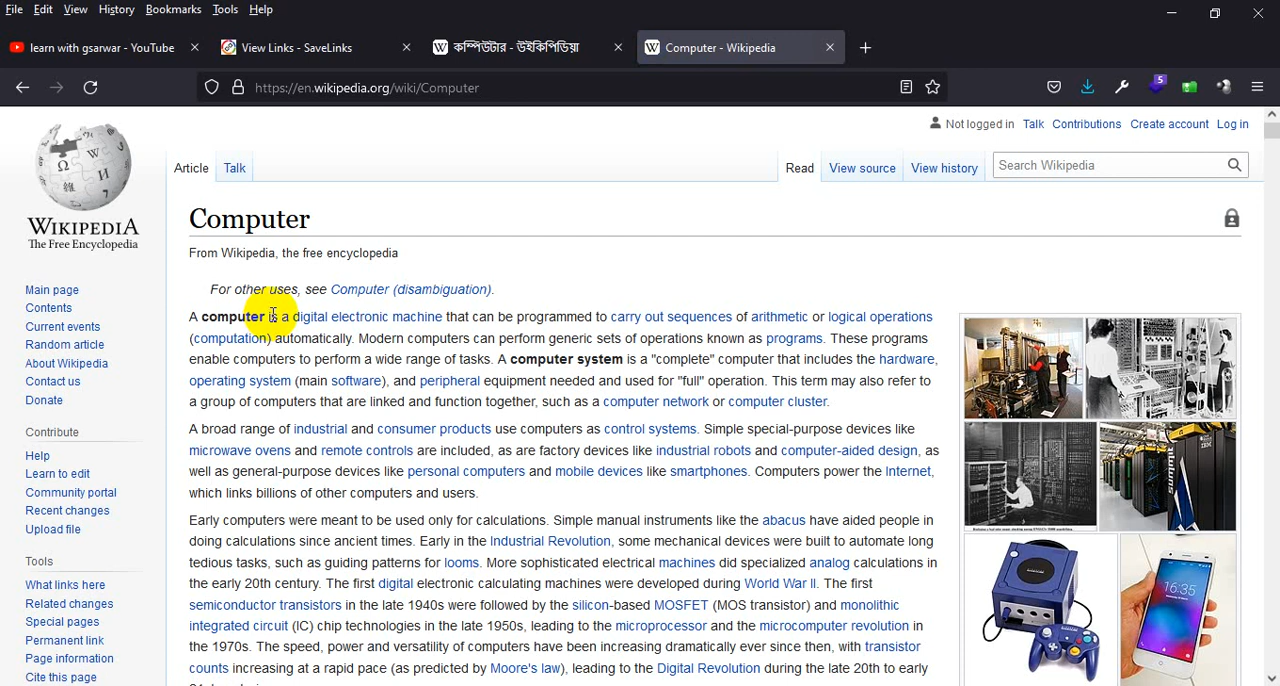 File Edit View History Bookmarks Tools Help
learn with gsarwar - YouTube
View Links - SaveLinks
কম্পিউটার - উইকিপিডিয়া
Computer - Wikipedia
https://en.wikipedia.org/wiki/Computer
5
Not logged in Talk Contributions Create account Log in
Article Talk
Read View source View history
Search Wikipedia
WIKIPEDIA
The Free Encyclopedia
Main page
Contents
Current events
Random article
About Wikipedia
Contact us
Donate
Contribute
Help
Learn to edit
Community portal
Recent changes
Upload file
Tools
What links here
Related changes
Special pages
Permanent link
Page information
Cite this page
Computer
From Wikipedia, the free encyclopedia
For other uses, see Computer (disambiguation).
A computer is a digital electronic machine that can be programmed to carry out sequences of arithmetic or logical operations
(computation) automatically. Modern computers can perform generic sets of operations known as programs. These programs
enable computers to perform a wide range of tasks. A computer system is a "complete" computer that includes the hardware,
operating system (main software), and peripheral equipment needed and used for "full" operation. This term may also refer to
a group of computers that are linked and function together, such as a computer network or computer cluster.
A broad range of industrial and consumer products use computers as control systems. Simple special-purpose devices like
microwave ovens and remote controls are included, as are factory devices like industrial robots and computer-aided design, as
well as general-purpose devices like personal computers and mobile devices like smartphones. Computers power the Internet,
which links billions of other computers and users.
Early computers were meant to be used only for calculations. Simple manual instruments like the abacus have aided people in
doing calculations since ancient times. Early in the Industrial Revolution, some mechanical devices were built to automate long
tedious tasks, such as guiding patterns for looms. More sophisticated electrical machines did specialized analog calculations in
the early 20th century. The first digital electronic calculating machines were developed during World War II. The first
semiconductor transistors in the late 1940s were followed by the silicon-based MOSFET (MOS transistor) and monolithic
integrated circuit (IC) chip technologies in the late 1950s, leading to the microprocessor and the microcomputer revolution in
the 1970s. The speed, power and versatility of computers have been increasing dramatically ever since then, with transistor
counts increasing at a rapid pace (as predicted by Moore's law), leading to the Digital Revolution during the late 20th to early
summit
16:35